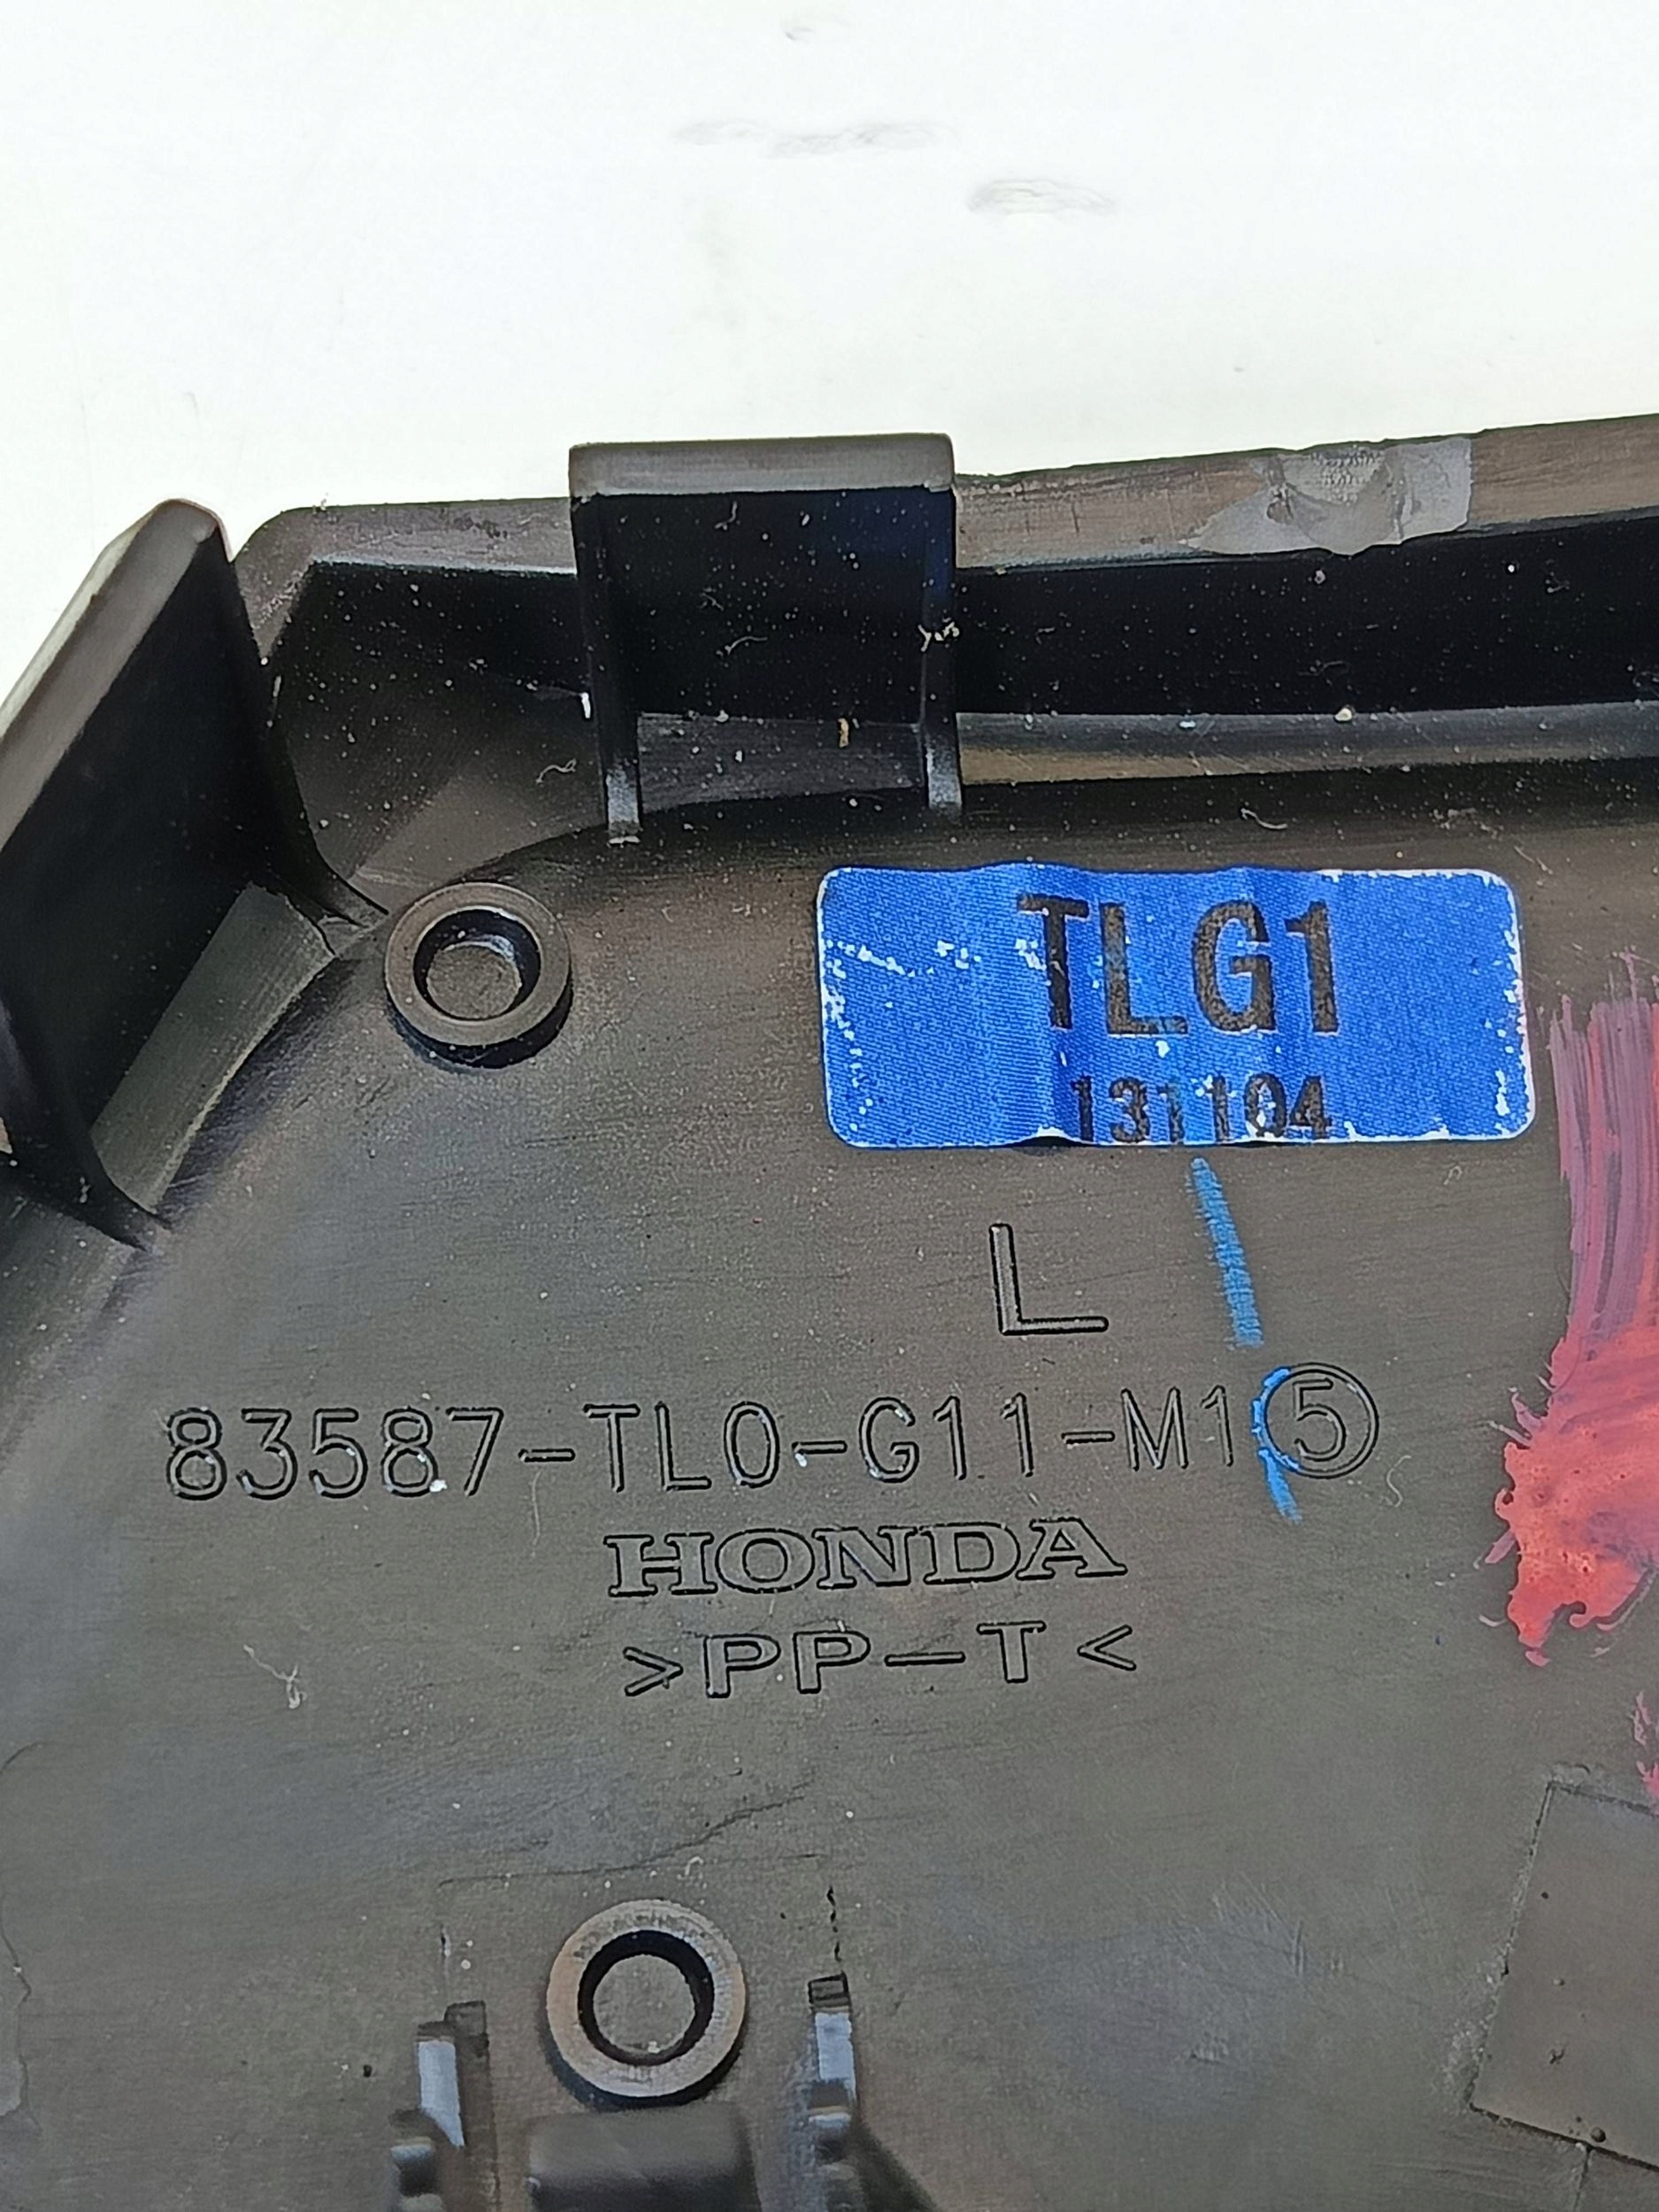 TLG1
131104
L
83587-TL0-G11-M1⑤
HONDA
>PP-T<